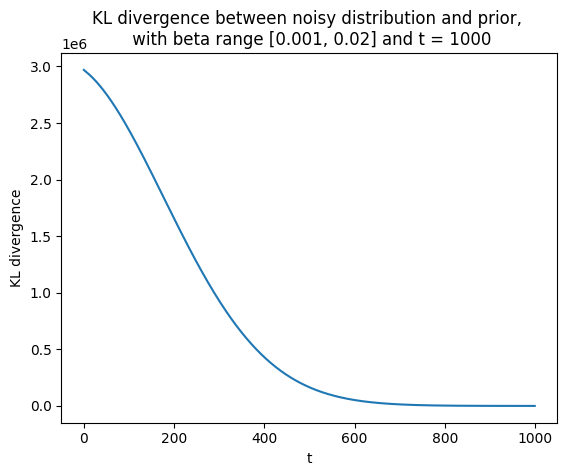 KL divergence between noisy distribution and prior,
with beta range [0.001, 0.02] and t = 1000
1e6
3.0
2.5
2.0
1.5
1.0
0.5
0.0
KL divergence
0 200 400 600 800 1000
t